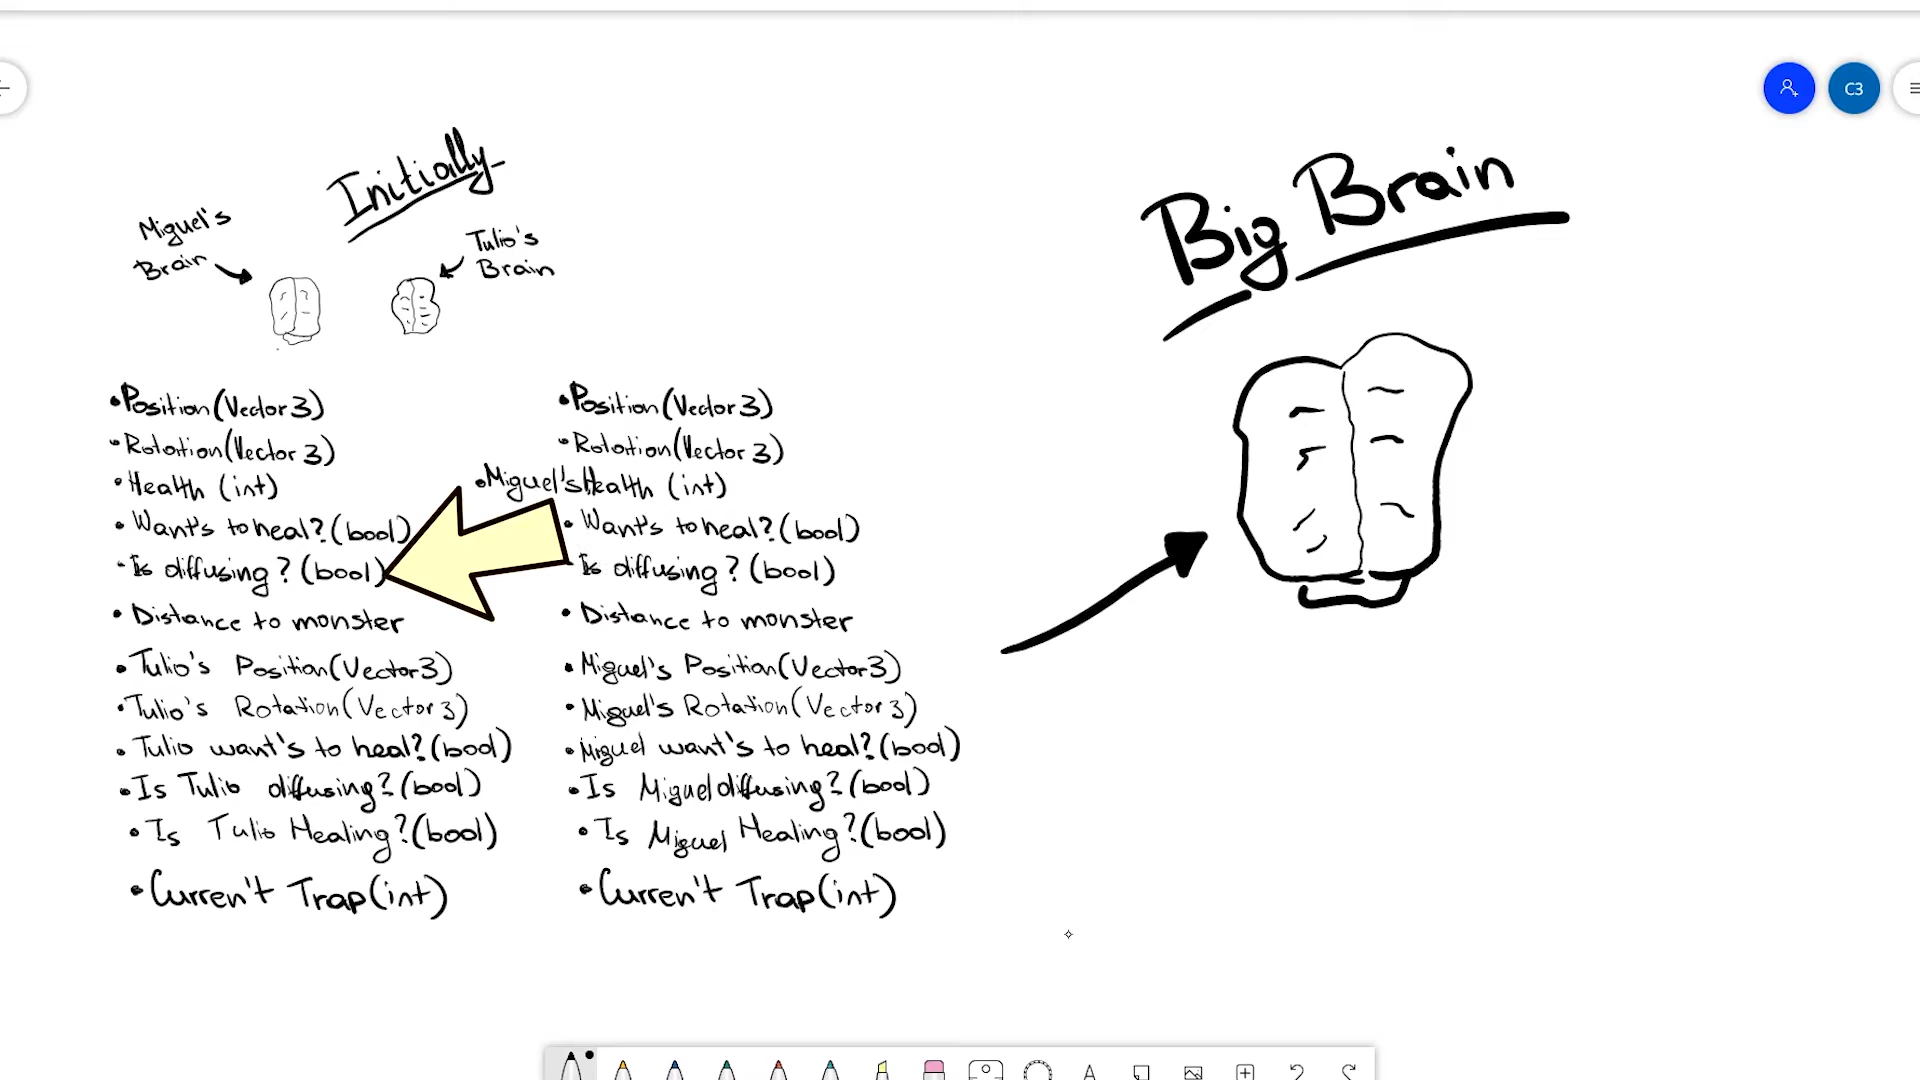 Initially
Miguel's
Brain
Tulio's
Brain
•Position(Vector3)
•Rotation(Vector 3)
•Health (int)
•Want's to heal?(bool)
•Is diffusing?(bool)
•Distance to monster
•Tulio's Position(Vector3)
•Tulio's Rotation(Vector3)
•Tulio want's to heal?(bool)
•Is Tulio diffusing?(bool)
•Is Tulio Healing?(bool)
•Curren't Trap(int)
•Position(Vector3)
•Rotation(Vector 3)
•Miguel's Health (int)
•Want's to heal?(bool)
•Is diffusing?(bool)
•Distance to monster
•Miguel's Position(Vector3)
•Miguel's Rotation(Vector3)
•Miguel want's to heal?(bool)
•Is Miguel diffusing?(bool)
•Is Miguel Healing?(bool)
•Curren't Trap(int)
Big Brain
C3
A